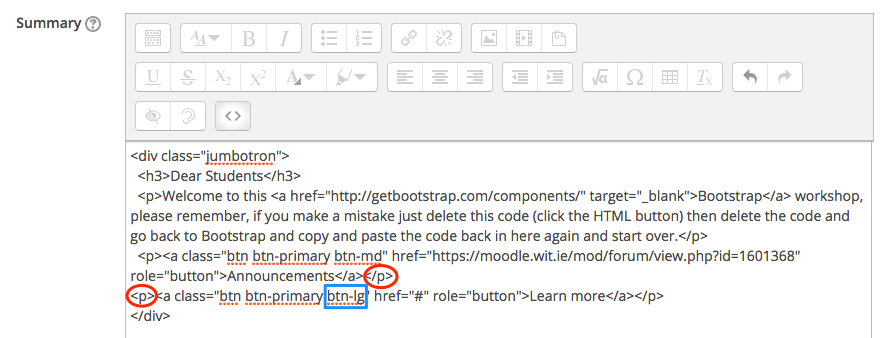 Summary ?
A A B I
U S X2 X2 A √a Ω Tx
<>
<div class="jumbotron">
<h3>Dear Students</h3>
<p>Welcome to this <a href="http://getbootstrap.com/components/" target="_blank">Bootstrap</a> workshop,
please remember, if you make a mistake just delete this code (click the HTML button) then delete the code and
go back to Bootstrap and copy and paste the code back in here again and start over.</p>
<p><a class="btn btn-primary btn-md" href="https://moodle.wit.ie/mod/forum/view.php?id=1601368"
role="button">Announcements</a></p>
<p><a class="btn btn-primary btn-lg" href="#" role="button">Learn more</a></p>
</div>